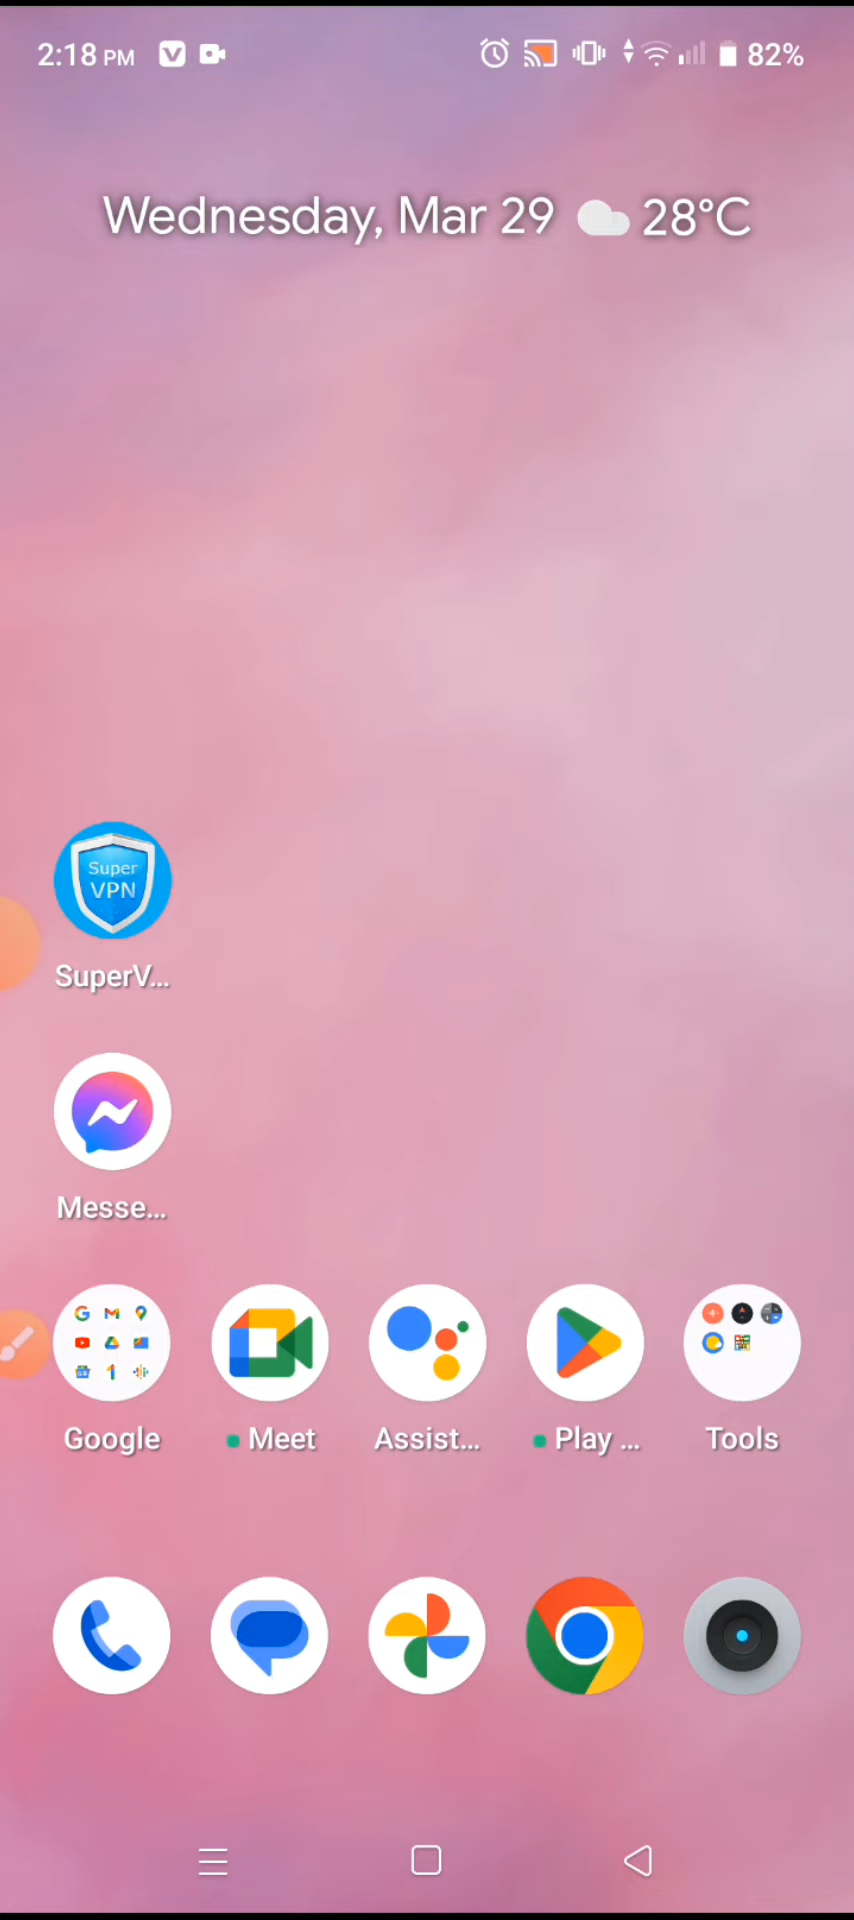 2:18 PM 82%
Wednesday, Mar 29 28°C
Super
VPN
SuperV...
Messe...
Google Meet Assist... Play ... Tools